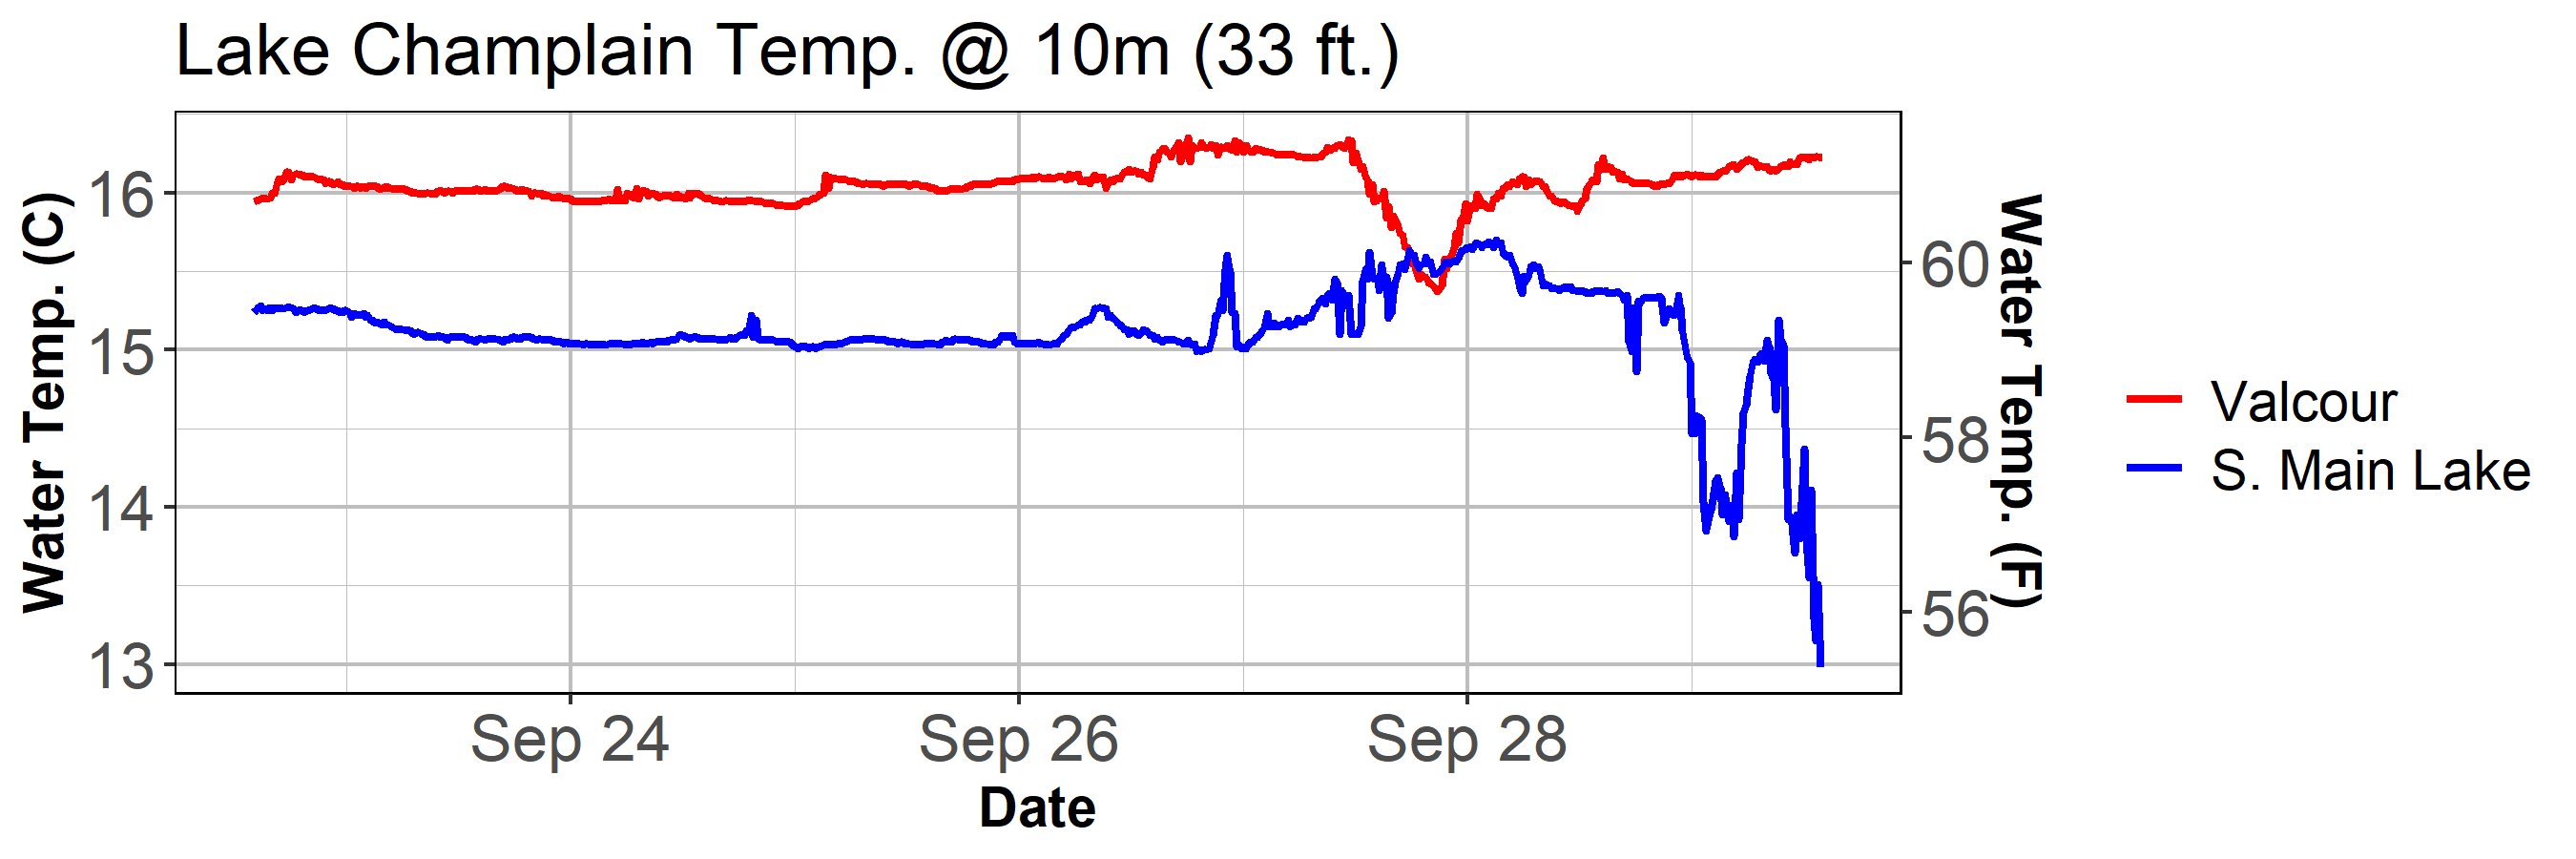 Lake Champlain Temp. @ 10m (33 ft.)
Water Temp. (C)
16
15
14
13
60
58
56
Water Temp. (F)
Sep 24
Sep 26
Sep 28
Date
Valcour
S. Main Lake